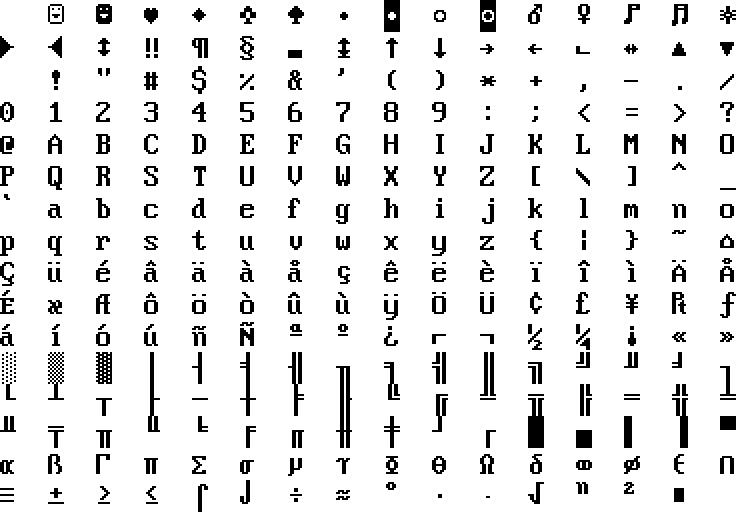 ☺ ☻ ♥ ♦ ♣ ♠ • ◘ ○ ◙ ♂ ♀ ♪ ♫ ☼
► ◄ ↕ ‼ ¶ § ▬ ↨ ↑ ↓ → ← ∟ ↔ ▲ ▼
! " # $ % & ' ( ) * + , - . /
0 1 2 3 4 5 6 7 8 9 : ; < = > ?
@ A B C D E F G H I J K L M N O
P Q R S T U V W X Y Z [ \ ] ^ _
` a b c d e f g h i j k l m n o
p q r s t u v w x y z { ¦ } ~ ⌂
Ç ü é â ä à å ç ê ë è ï î ì Ä Å
É æ Æ ô ö ò û ù ÿ Ö Ü ¢ £ ¥ ₧ ƒ
á í ó ú ñ Ñ ª º ¿ ⌐ ¬ ½ ¼ ¡ « »
░ ▒ ▓ │ ┤ ╡ ╢ ╖ ╕ ╣ ║ ╗ ╝ ╜ ╛ ┐
└ ┴ ┬ ├ ─ ┼ ╞ ╟ ╚ ╔ ╩ ╦ ╠ ═ ╬ ╧
╨ ╤ ╥ ╙ ╘ ╒ ╓ ╫ ╪ ┘ ┌ █ ▄ ▌ ▐ ▀
α ß Γ π Σ σ µ τ Φ Θ Ω δ ∞ φ ε ∩
≡ ± ≥ ≤ ⌠ ⌡ ÷ ≈ ° ∙ · √ ⁿ ² ■